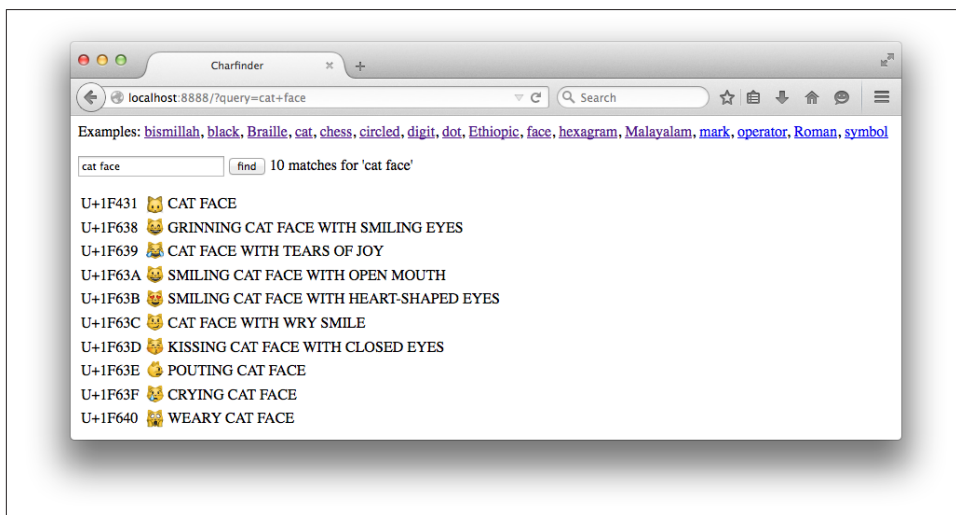 Charfinder
localhost:8888/?query=cat+face
Search
Examples: bismillah, black, Braille, cat, chess, circled, digit, dot, Ethiopic, face, hexagram, Malayalam, mark, operator, Roman, symbol
cat face find 10 matches for 'cat face'
U+1F431 🐱 CAT FACE
U+1F638 😸 GRINNING CAT FACE WITH SMILING EYES
U+1F639 😹 CAT FACE WITH TEARS OF JOY
U+1F63A 😺 SMILING CAT FACE WITH OPEN MOUTH
U+1F63B 😻 SMILING CAT FACE WITH HEART-SHAPED EYES
U+1F63C 😼 CAT FACE WITH WRY SMILE
U+1F63D 😽 KISSING CAT FACE WITH CLOSED EYES
U+1F63E 😾 POUTING CAT FACE
U+1F63F 😿 CRYING CAT FACE
U+1F640 🙀 WEARY CAT FACE